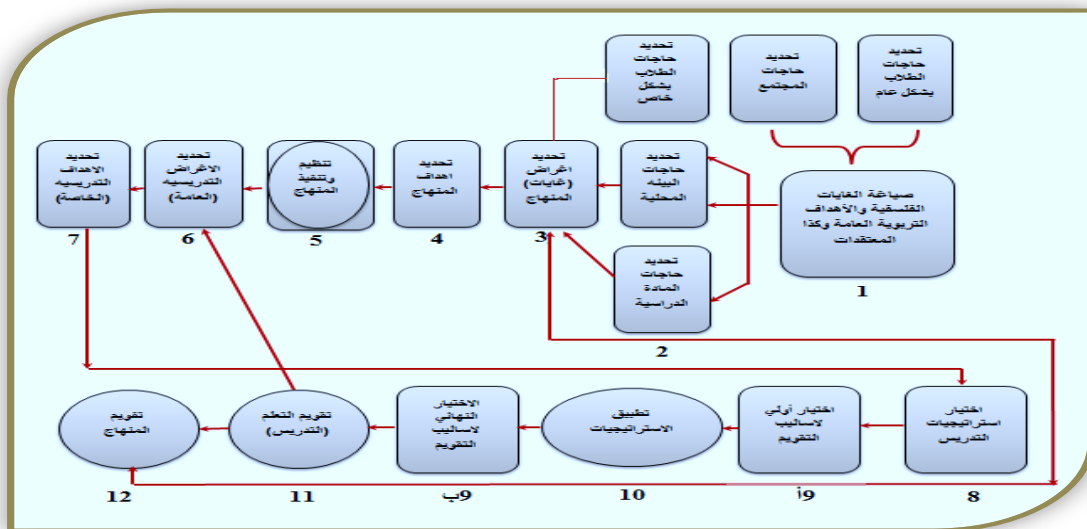 تحديد
حاجات
الطلاب
بشكل عام
تحديد
حاجات
المجتمع
تحديد
حاجات
الطلاب
بشكل
خاص
صياغة الغايات
الفلسفية والأهداف
التربوية العامة وكذا
المعتقدات
1
تحديد
حاجات
البيئه
المحلية
تحديد
حاجات
المادة
الدراسية
2
تحديد
اغراض
(غايات)
المنهاج
3
تحديد
اهداف
المنهاج
4
تنظيم
وتنفيذ
المنهاج
5
تحديد
الاغراض
التدريسيه
(العامة)
6
تحديد
الاهداف
التدريسيه
(الخاصة)
7
اختيار
استراتيجيات
التدريس
8
اختيار أولي
لاساليب
التقويم
9أ
تطبيق
الاستراتيجيات
10
الاختيار
النهائي
لاساليب
التقويم
9ب
تقويم التعلم
(التدريس)
11
تقويم
المنهاج
12